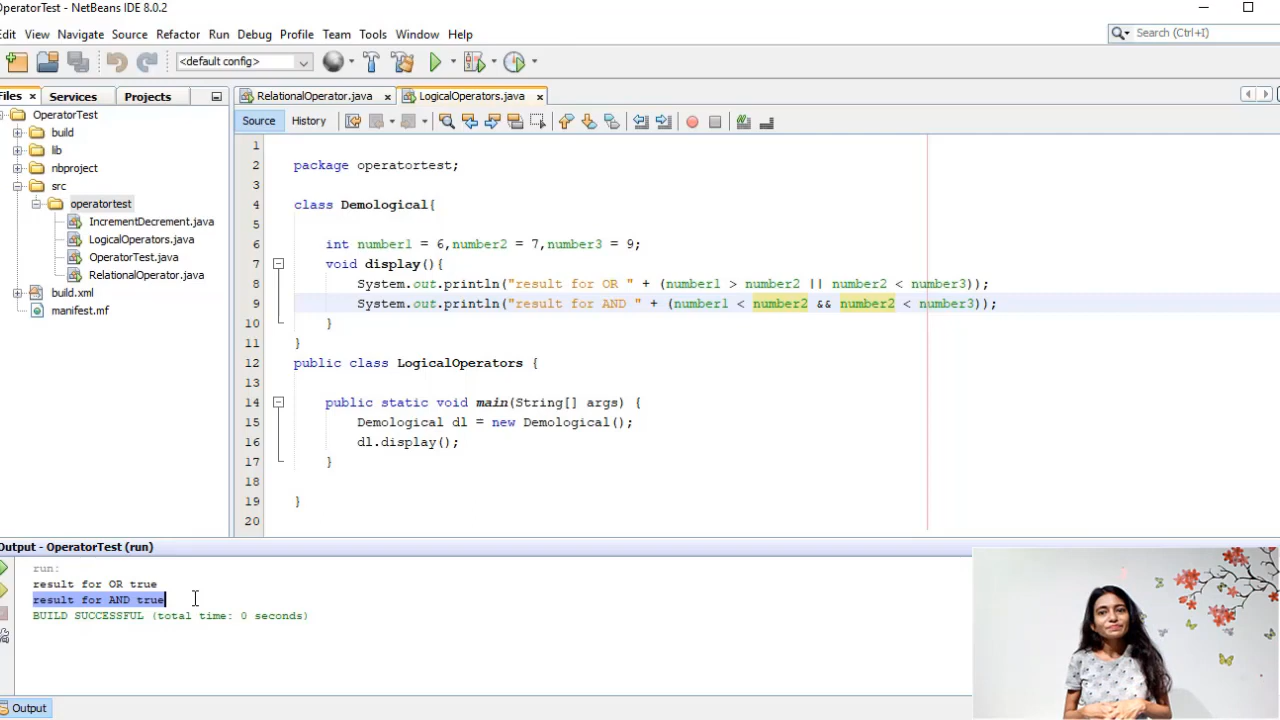 OperatorTest - NetBeans IDE 8.0.2
Edit View Navigate Source Refactor Run Debug Profile Team Tools Window Help
Search (Ctrl+I)
<default config>
Files Services Projects
RelationalOperator.java LogicalOperators.java
Source History
OperatorTest
build
lib
nbproject
src
operatortest
IncrementDecrement.java
LogicalOperators.java
OperatorTest.java
RelationalOperator.java
build.xml
manifest.mf
1
2 package operatortest;
3
4 class Demological{
5
6 int number1 = 6,number2 = 7,number3 = 9;
7 void display(){
8 System.out.println("result for OR " + (number1 > number2 || number2 < number3));
9 System.out.println("result for AND " + (number1 < number2 && number2 < number3));
10 }
11 }
12 public class LogicalOperators {
13
14 public static void main(String[] args) {
15 Demological dl = new Demological();
16 dl.display();
17 }
18
19 }
20
Output - OperatorTest (run)
run:
result for OR true
result for AND true
BUILD SUCCESSFUL (total time: 0 seconds)
Output